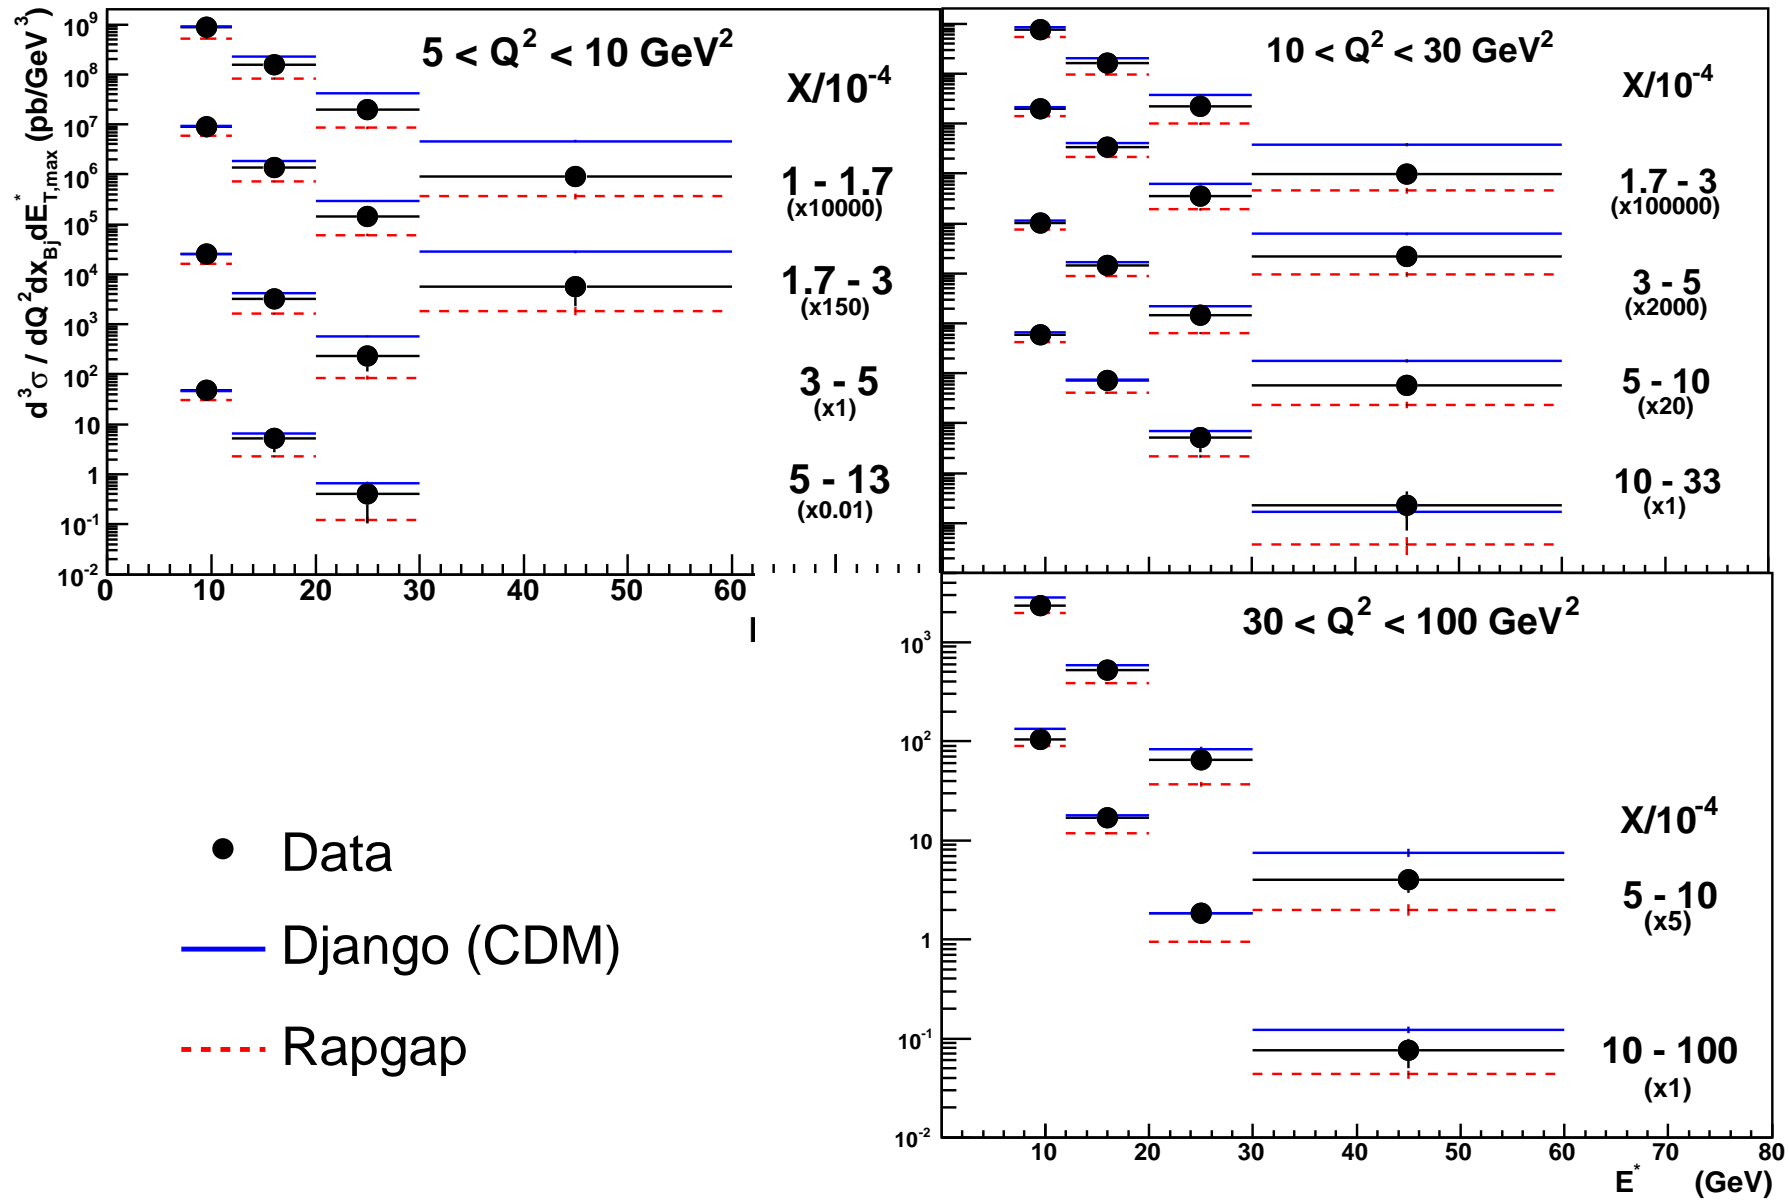 d³σ / dQ²dx_Bj dE*_T,max (pb/GeV³)
10⁹
10⁸
10⁷
10⁶
10⁵
10⁴
10³
10²
10
1
10⁻¹
10⁻²
0 10 20 30 40 50 60
5 < Q² < 10 GeV²
X/10⁻⁴
1 - 1.7
(x10000)
1.7 - 3
(x150)
3 - 5
(x1)
5 - 13
(x0.01)
10 < Q² < 30 GeV²
X/10⁻⁴
1.7 - 3
(x100000)
3 - 5
(x2000)
5 - 10
(x20)
10 - 33
(x1)
30 < Q² < 100 GeV²
10³
10²
10
1
10⁻¹
10⁻²
X/10⁻⁴
5 - 10
(x5)
10 - 100
(x1)
10 20 30 40 50 60 70 80
E* (GeV)
Data
Django (CDM)
Rapgap